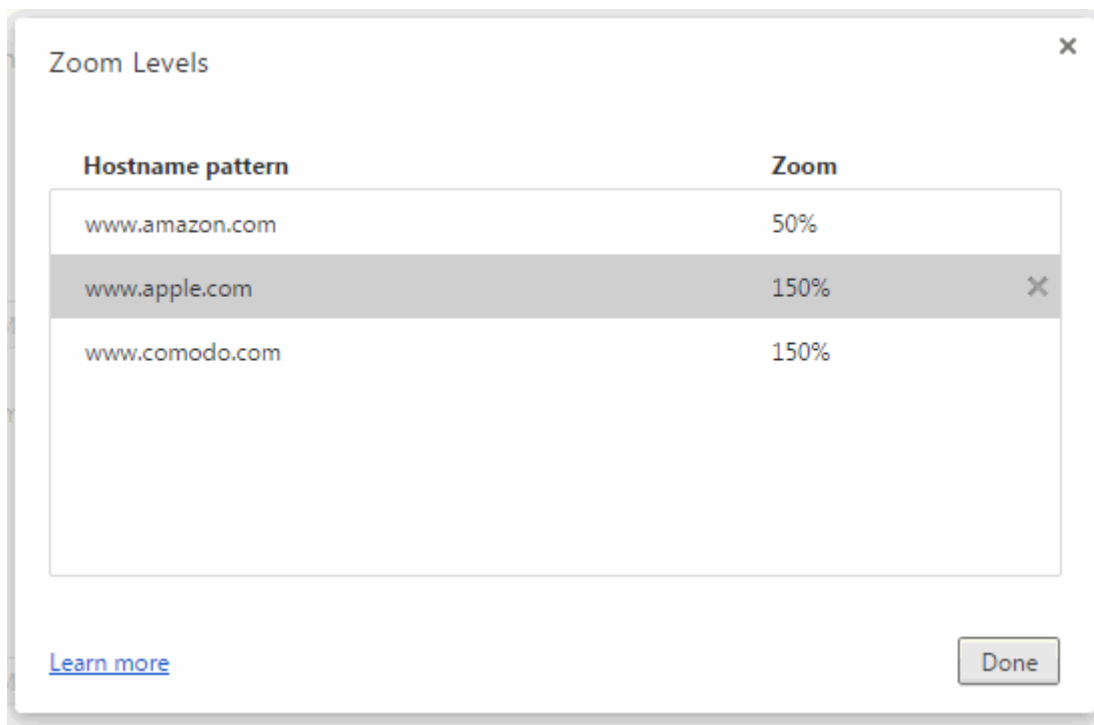 Zoom Levels
Hostname pattern Zoom
www.amazon.com 50%
www.apple.com 150%
www.comodo.com 150%
Learn more Done